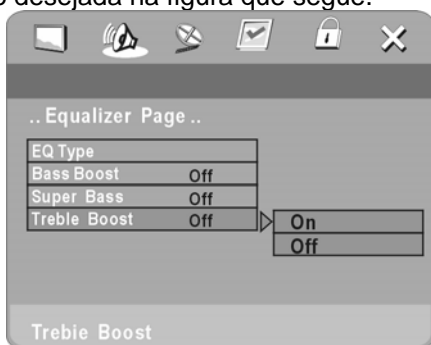 o desejada na figura que segue:
.. Equalizer Page ..
EQ Type
Bass Boost Off
Super Bass Off
Treble Boost Off On
Off
Trebie Boost